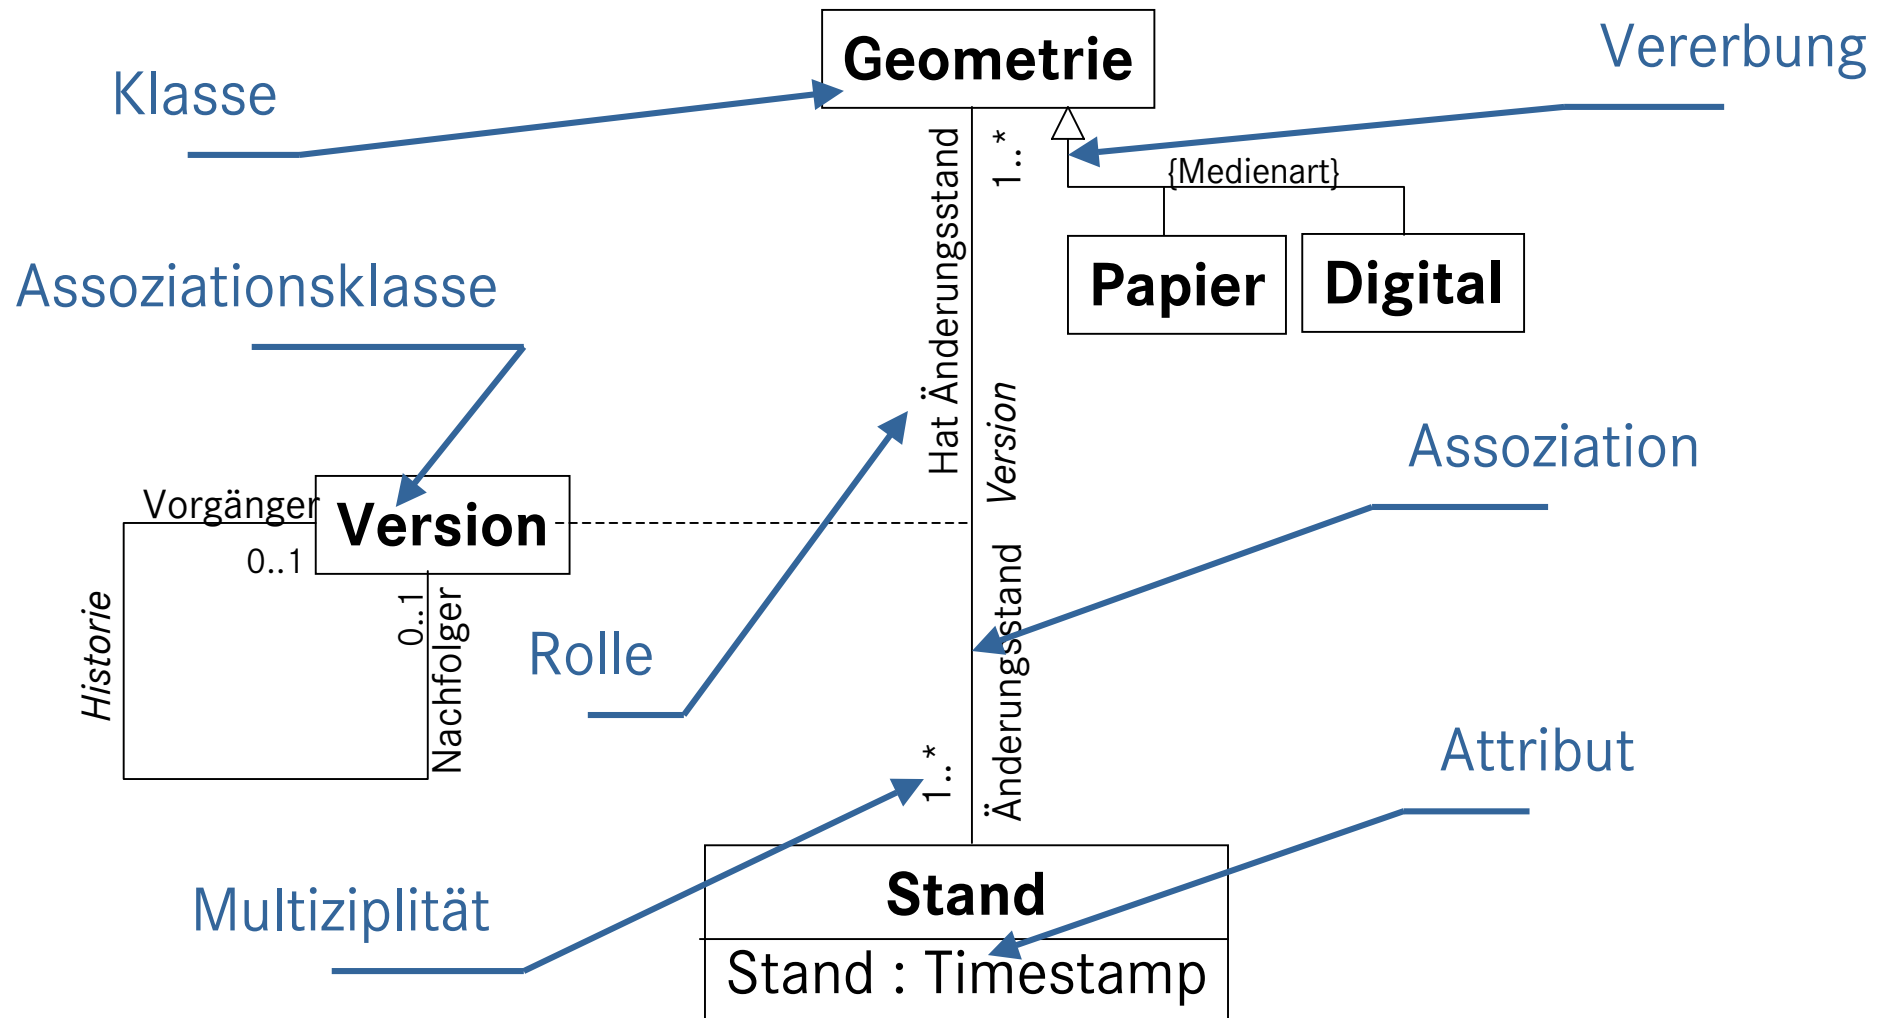 Geometrie
Vererbung
Klasse
Hat Änderungsstand
1..*
{Medienart}
Papier
Digital
Assoziationsklasse
Version
Assoziation
Vorgänger
Version
0..1
Historie
0..1
Nachfolger
Rolle
Änderungsstand
1..*
Attribut
Multiziplität
Stand
Stand : Timestamp